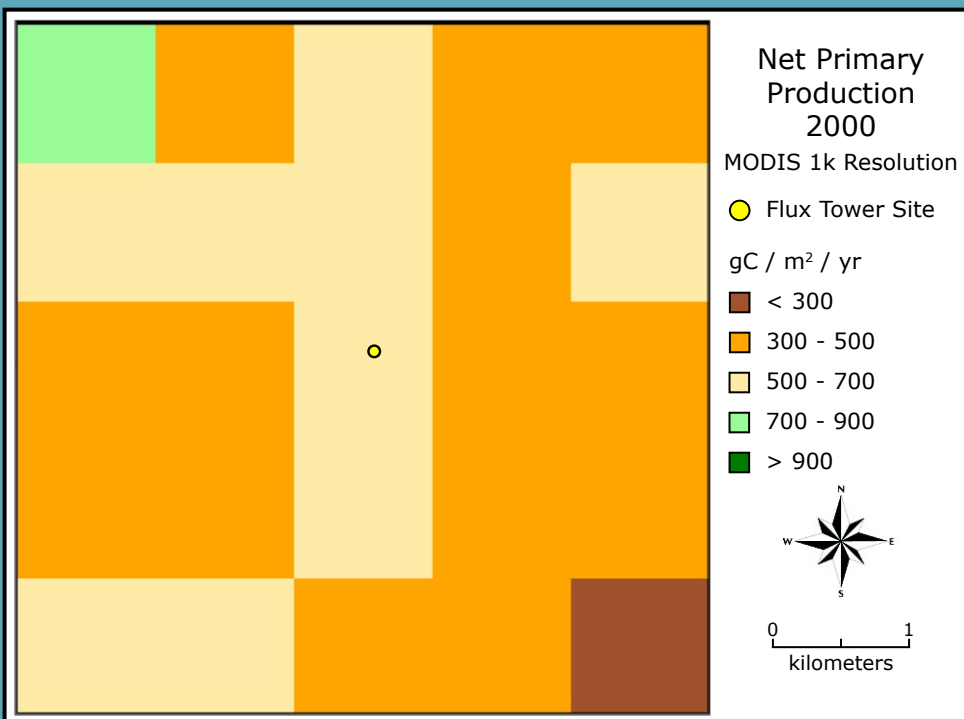 Net Primary
Production
2000
MODIS 1k Resolution
Flux Tower Site
gC / m² / yr
< 300
300 - 500
500 - 700
700 - 900
> 900
N
W E
S
0 1
kilometers